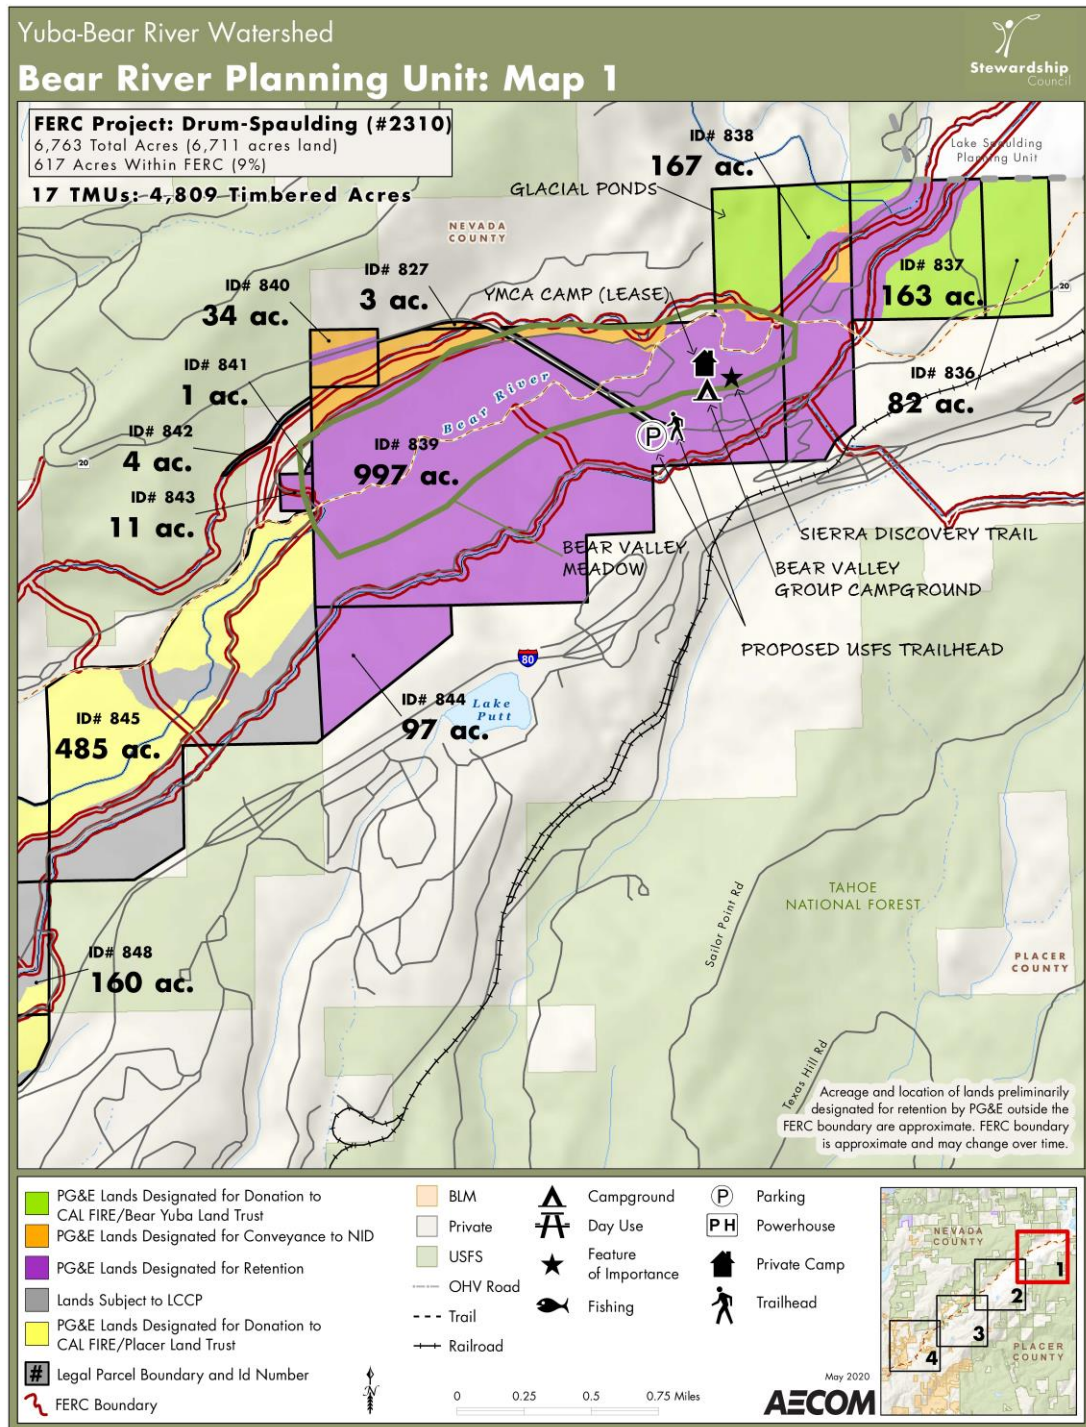 Yuba-Bear River Watershed
Bear River Planning Unit: Map 1
Stewardship
Council
FERC Project: Drum-Spaulding (#2310)
6,763 Total Acres (6,711 acres land)
617 Acres Within FERC (9%)
17 TMUs: 4,809 Timbered Acres
ID# 838
167 ac.
Lake Spaulding
Planning Unit
GLACIAL PONDS
NEVADA
COUNTY
ID# 827
3 ac.
ID# 840
34 ac.
YMCA CAMP (LEASE)
ID# 837
163 ac.
20
ID# 841
1 ac.
ID# 836
82 ac.
Bear River
ID# 842
4 ac.
20
ID# 839
997 ac.
P
ID# 843
11 ac.
SIERRA DISCOVERY TRAIL
BEAR VALLEY
MEADOW
BEAR VALLEY
GROUP CAMPGROUND
PROPOSED USFS TRAILHEAD
80
ID# 844
97 ac.
Lake
Putt
ID# 845
485 ac.
TAHOE
NATIONAL FOREST
Sailor Point Rd
PLACER
COUNTY
ID# 848
160 ac.
Texas Hill Rd
Acreage and location of lands preliminarily
designated for retention by PG&E outside the
FERC boundary are approximate. FERC boundary
is approximate and may change over time.
PG&E Lands Designated for Donation to
CAL FIRE/Bear Yuba Land Trust
PG&E Lands Designated for Conveyance to NID
PG&E Lands Designated for Retention
Lands Subject to LCCP
PG&E Lands Designated for Donation to
CAL FIRE/Placer Land Trust
# Legal Parcel Boundary and Id Number
FERC Boundary
BLM
Private
USFS
OHV Road
Trail
Railroad
Campground
Day Use
Feature
of Importance
Fishing
P Parking
PH Powerhouse
Private Camp
Trailhead
N
0 0.25 0.5 0.75 Miles
May 2020
AECOM
NEVADA
COUNTY
1
2
3
PLACER
COUNTY
4